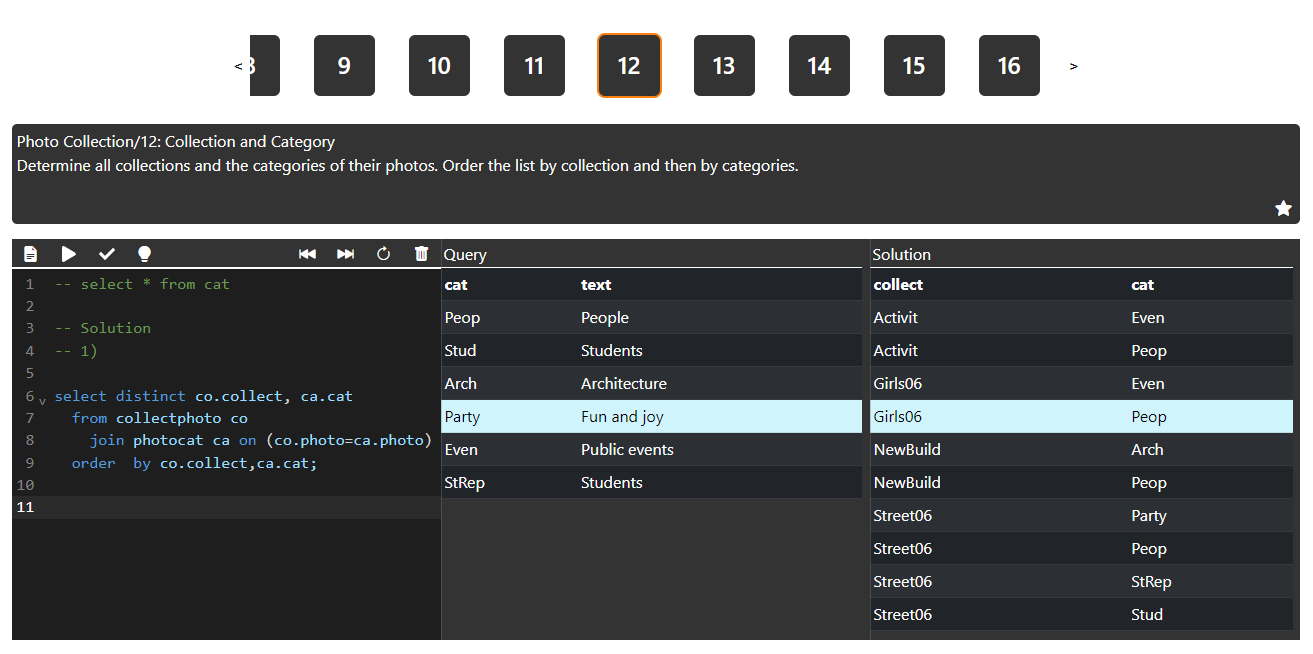 < 8 9 10 11 12 13 14 15 16 >
Photo Collection/12: Collection and Category
Determine all collections and the categories of their photos. Order the list by collection and then by categories.
1 -- select * from cat
2
3 -- Solution
4 -- 1)
5
6 select distinct co.collect, ca.cat
7 from collectphoto co
8 join photocat ca on (co.photo=ca.photo)
9 order  by co.collect,ca.cat;
10
11
Query
cat text
Peop People
Stud Students
Arch Architecture
Party Fun and joy
Even Public events
StRep Students
Solution
collect cat
Activit Even
Activit Peop
Girls06 Even
Girls06 Peop
NewBuild Arch
NewBuild Peop
Street06 Party
Street06 Peop
Street06 StRep
Street06 Stud